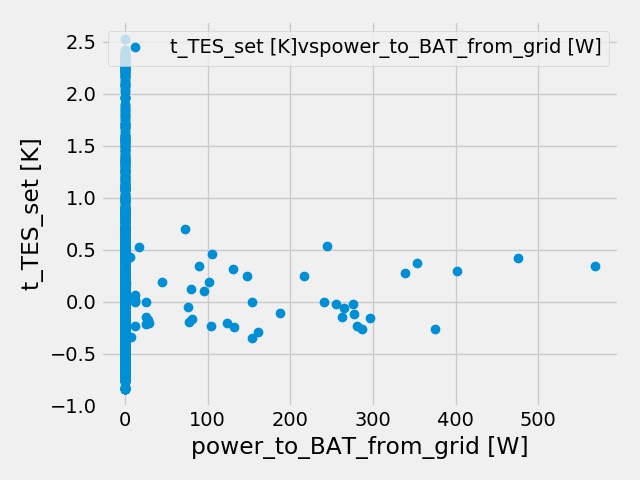 t_TES_set [K]vspower_to_BAT_from_grid [W]
2.5
2.0
1.5
1.0
0.5
0.0
−0.5
−1.0
t_TES_set [K]
0 100 200 300 400 500
power_to_BAT_from_grid [W]